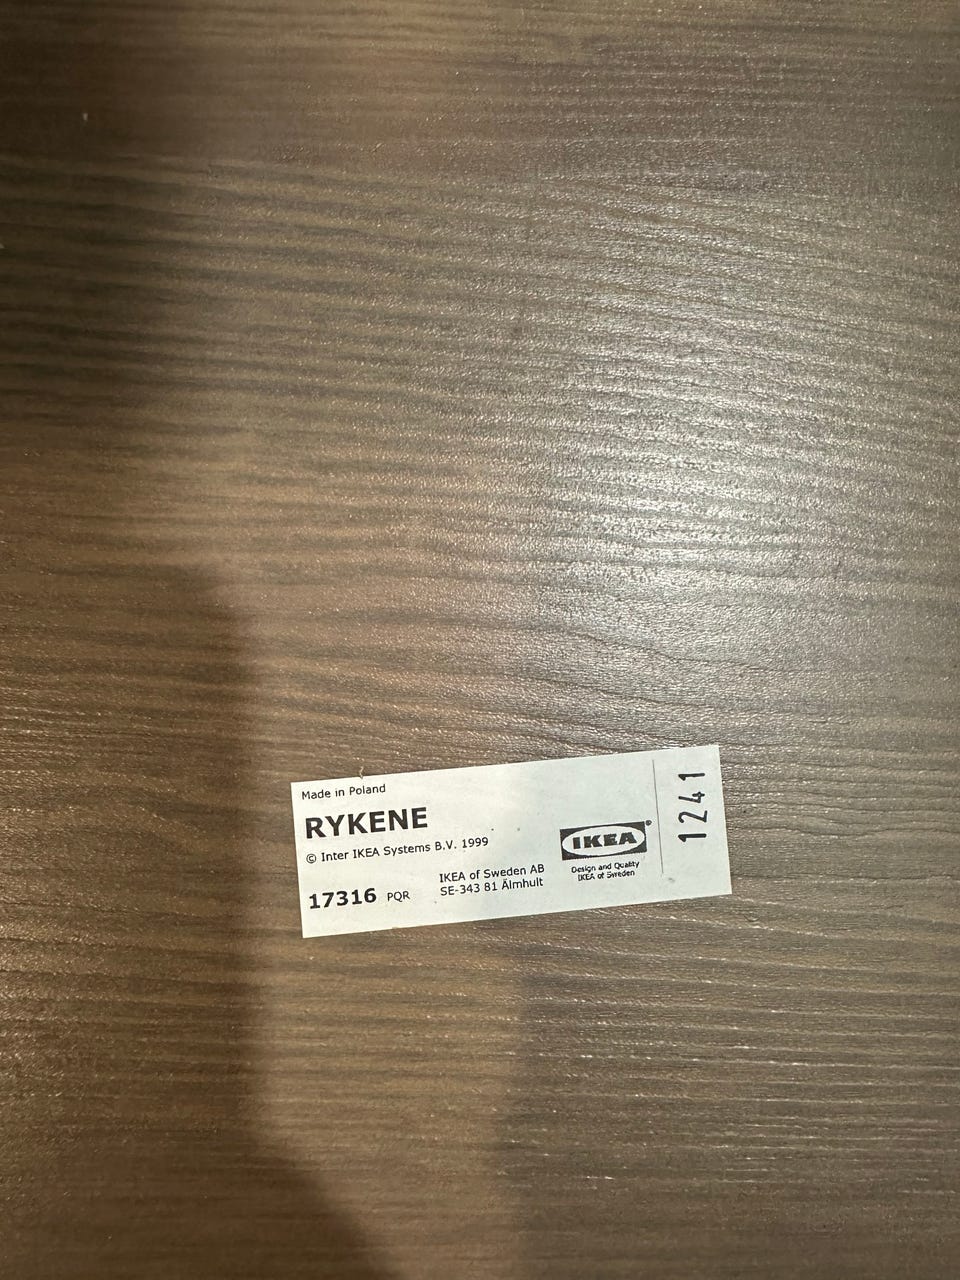 Made in Poland
RYKENE
© Inter IKEA Systems B.V. 1999
17316 PQR
IKEA of Sweden AB
SE-343 81 Älmhult
IKEA®
Design and Quality
IKEA of Sweden
1241